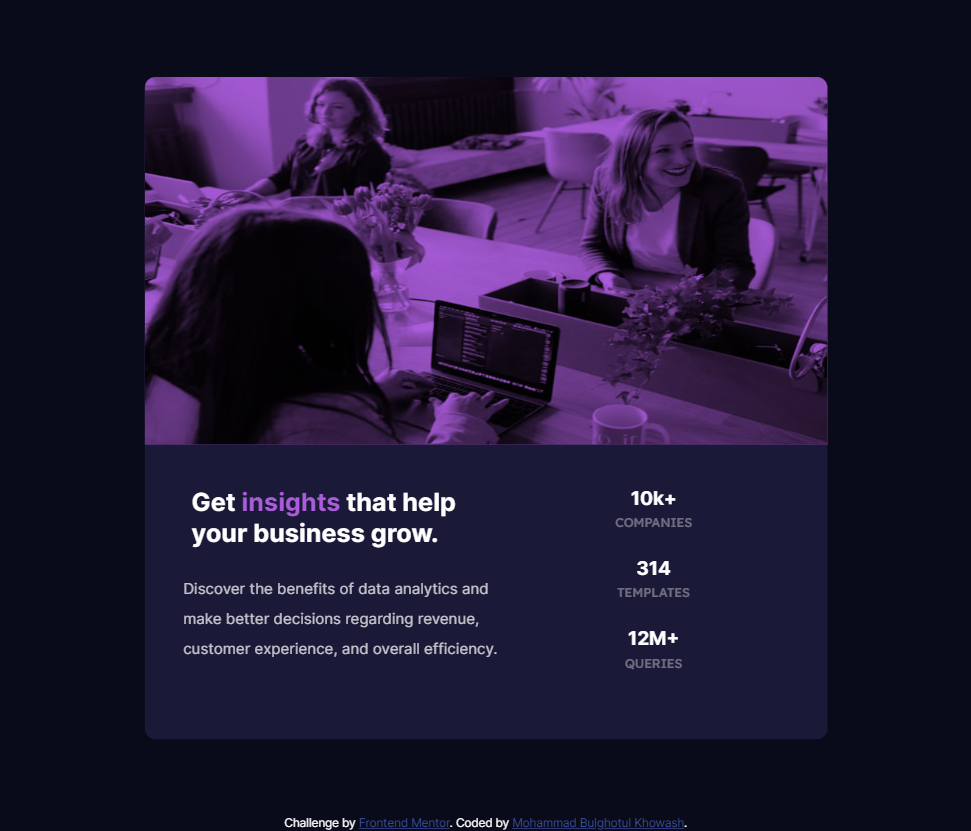 Get insights that help
your business grow.
Discover the benefits of data analytics and
make better decisions regarding revenue,
customer experience, and overall efficiency.
10k+
COMPANIES
314
TEMPLATES
12M+
QUERIES
Challenge by Frontend Mentor. Coded by Mohammad Bulghotul Khowash.